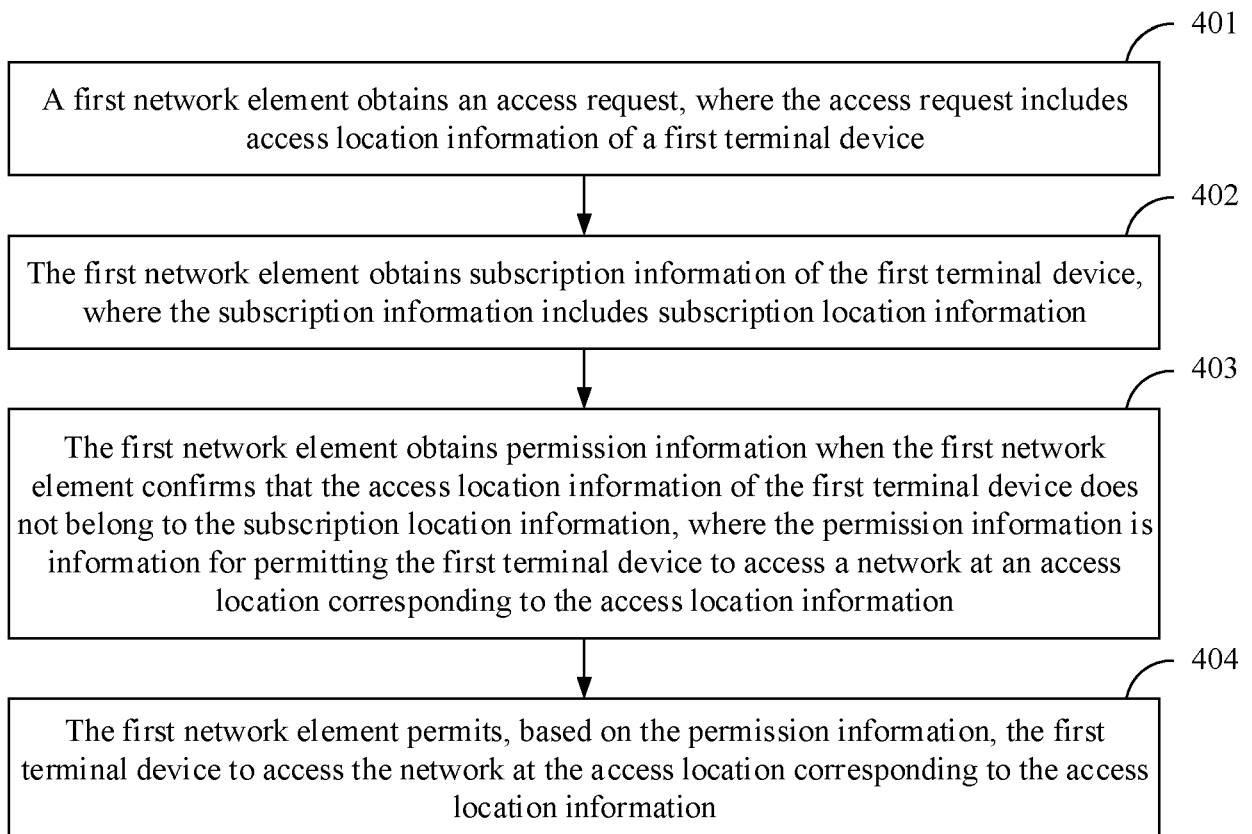 401
A first network element obtains an access request, where the access request includes
access location information of a first terminal device
402
The first network element obtains subscription information of the first terminal device,
where the subscription information includes subscription location information
403
The first network element obtains permission information when the first network
element confirms that the access location information of the first terminal device does
not belong to the subscription location information, where the permission information is
information for permitting the first terminal device to access a network at an access
location corresponding to the access location information
404
The first network element permits, based on the permission information, the first
terminal device to access the network at the access location corresponding to the access
location information